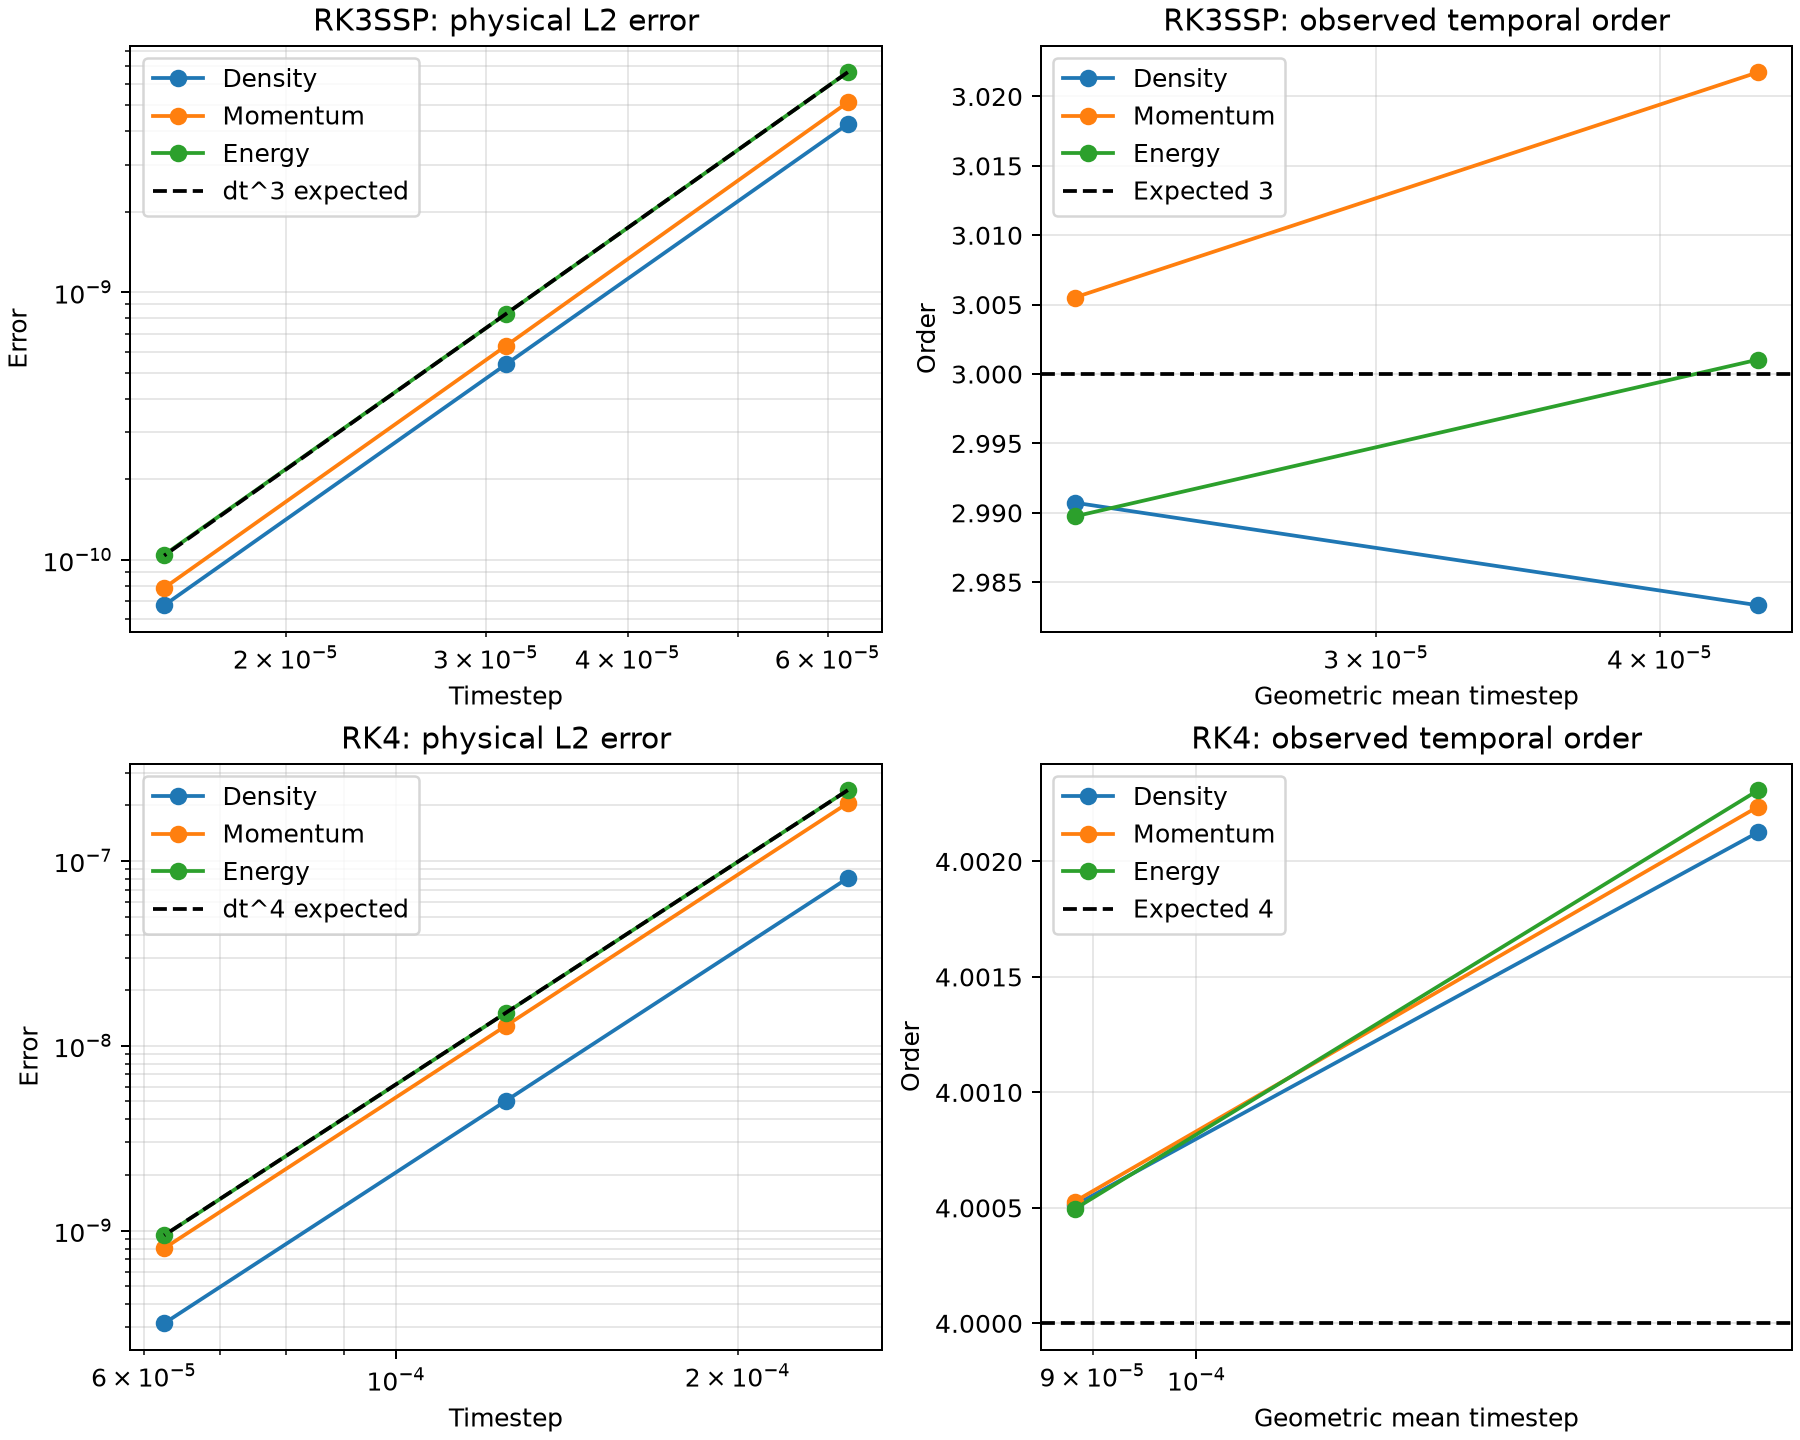 RK3SSP: physical L2 error
Density
Momentum
Energy
dt^3 expected
Error
10⁻⁹
10⁻¹⁰
2 × 10⁻⁵
3 × 10⁻⁵
4 × 10⁻⁵
6 × 10⁻⁵
Timestep
RK3SSP: observed temporal order
Density
Momentum
Energy
Expected 3
Order
3.020
3.015
3.010
3.005
3.000
2.995
2.990
2.985
3 × 10⁻⁵
4 × 10⁻⁵
Geometric mean timestep
RK4: physical L2 error
Density
Momentum
Energy
dt^4 expected
Error
10⁻⁷
10⁻⁸
10⁻⁹
6 × 10⁻⁵
10⁻⁴
2 × 10⁻⁴
Timestep
RK4: observed temporal order
Density
Momentum
Energy
Expected 4
Order
4.0020
4.0015
4.0010
4.0005
4.0000
9 × 10⁻⁵
10⁻⁴
Geometric mean timestep